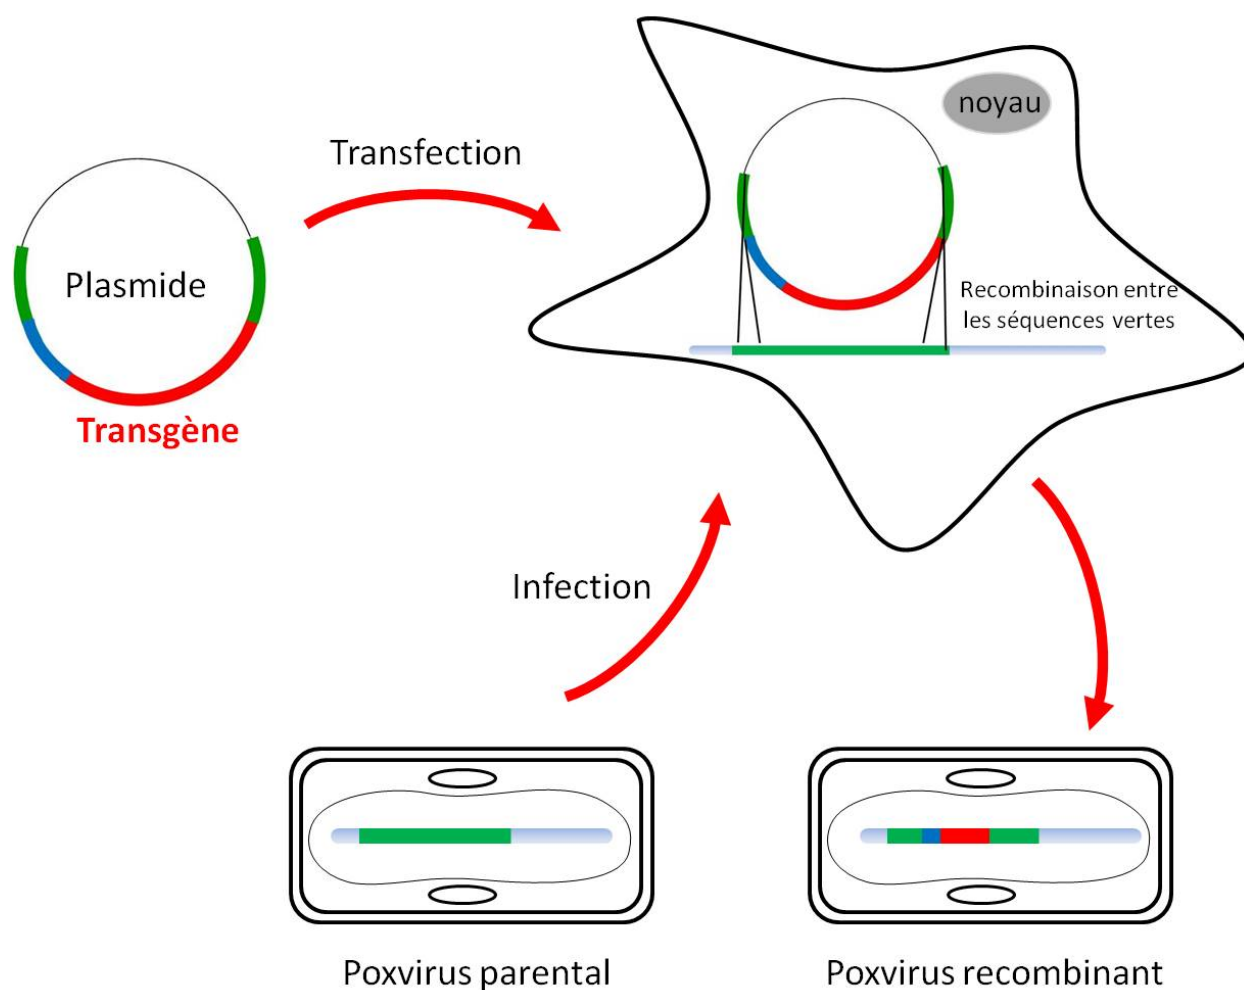 noyau
Transfection
Plasmide
Recombinaison entre
les séquences vertes
Transgène
Infection
Poxvirus parental
Poxvirus recombinant